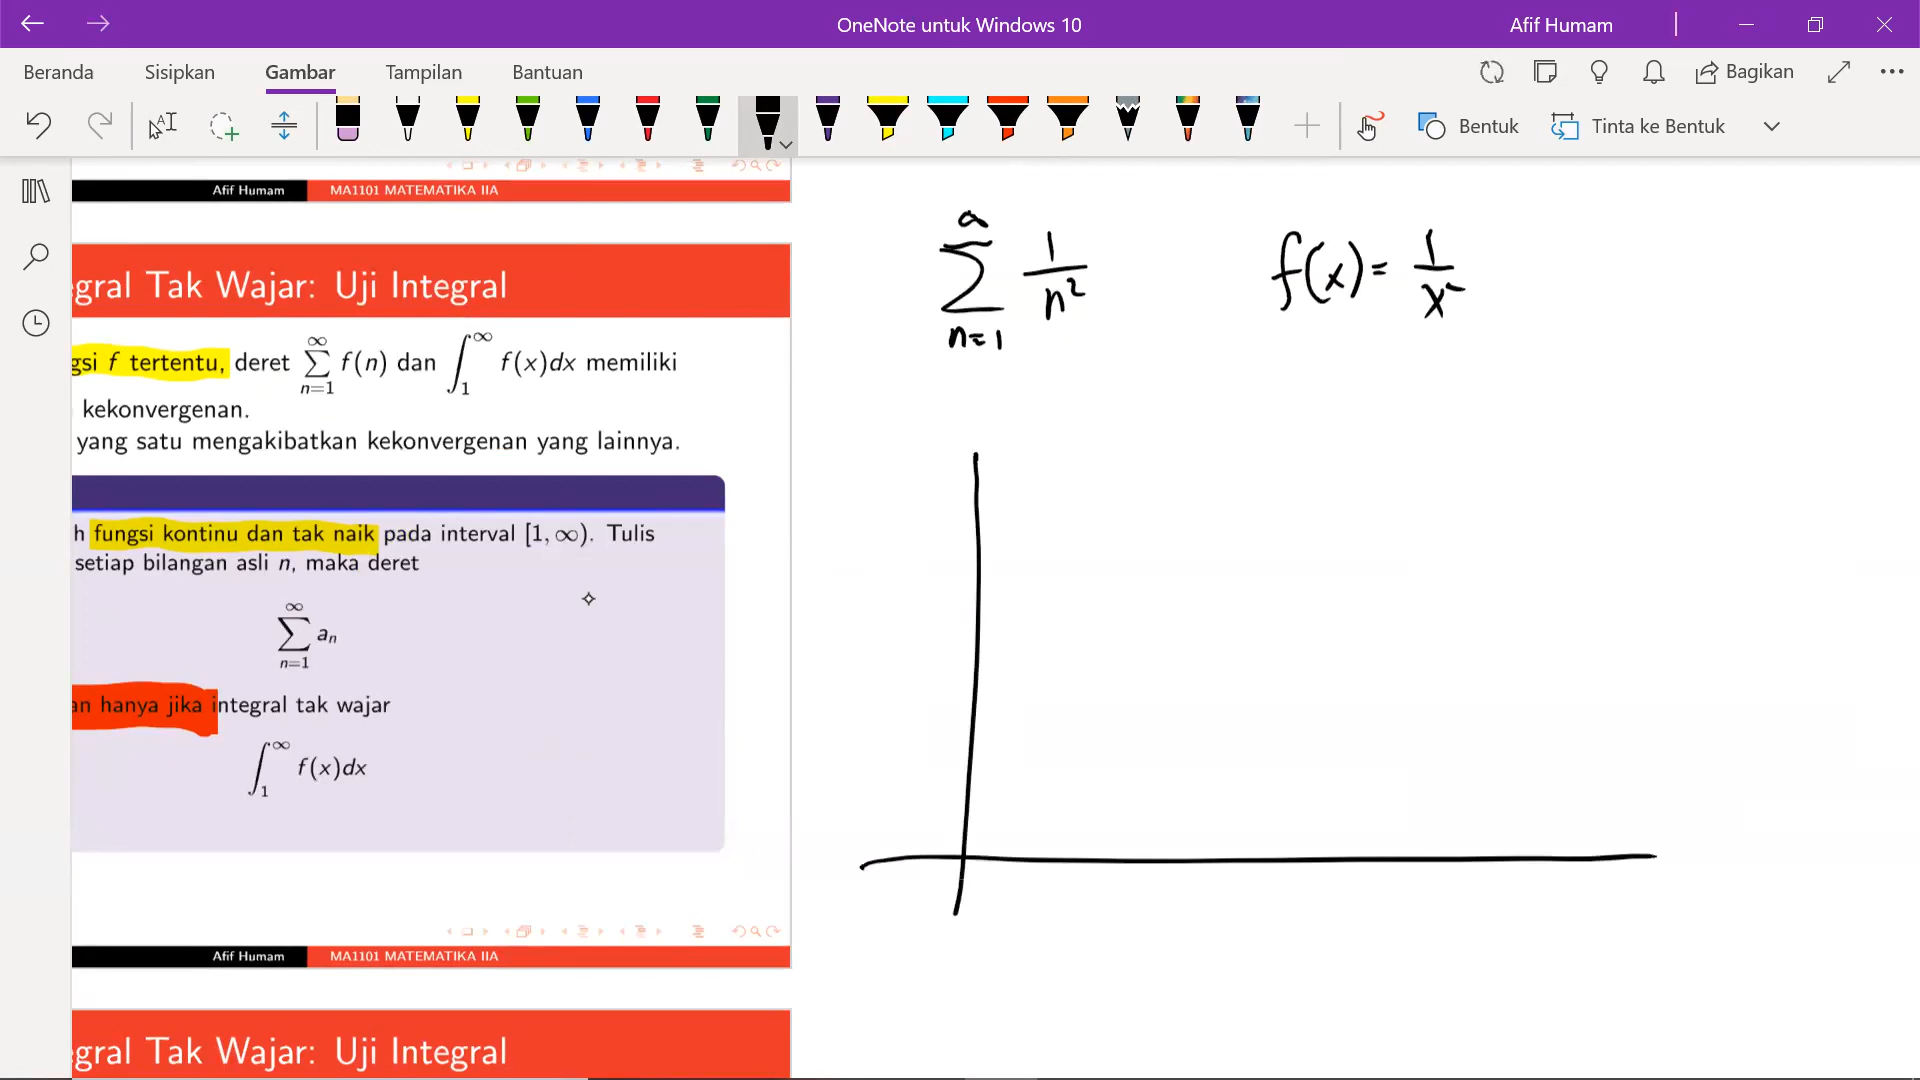 OneNote untuk Windows 10
Afif Humam
Beranda
Sisipkan
Gambar
Tampilan
Bantuan
Bagikan
Bentuk
Tinta ke Bentuk
Afif Humam MA1101 MATEMATIKA IIA
gral Tak Wajar: Uji Integral
gsi f tertentu, deret ∑_{n=1}^{∞} f(n) dan ∫_1^∞ f(x)dx memiliki
kekonvergenan.
yang satu mengakibatkan kekonvergenan yang lainnya.
h fungsi kontinu dan tak naik pada interval [1, ∞). Tulis
setiap bilangan asli n, maka deret
∑_{n=1}^{∞} a_n
an hanya jika integral tak wajar
∫_1^∞ f(x)dx
Afif Humam MA1101 MATEMATIKA IIA
gral Tak Wajar: Uji Integral
∑_{n=1}^{∞} 1/n² f(x)= 1/x²